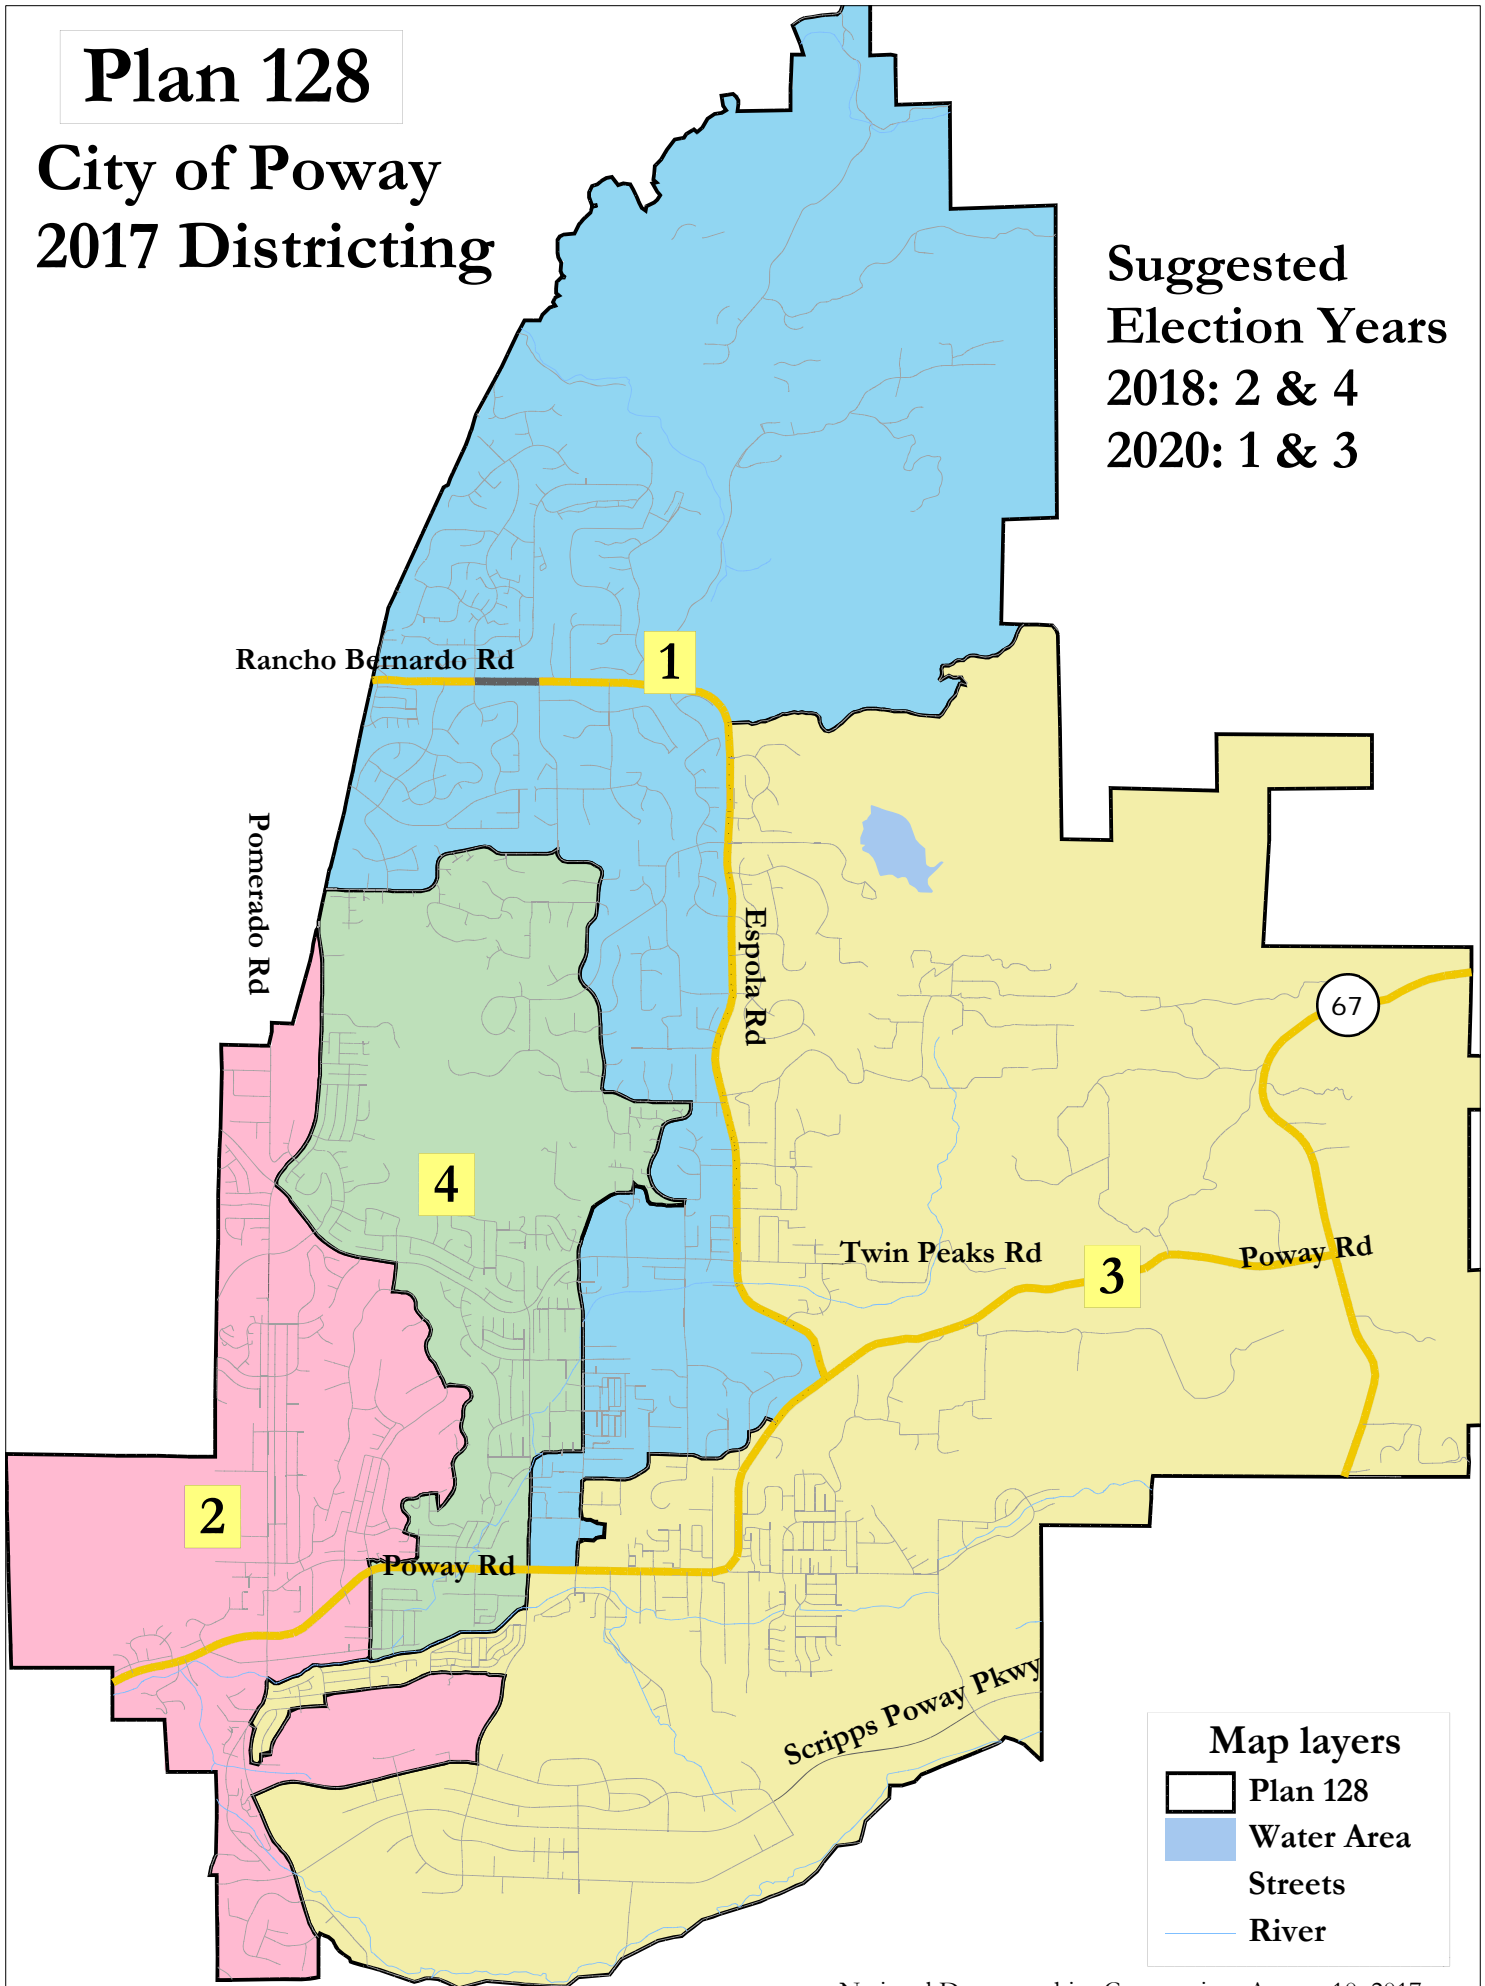 Plan 128
City of Poway
2017 Districting
Suggested
Election Years
2018: 2 & 4
2020: 1 & 3
Rancho Bernardo Rd
1
Pomerado Rd
Espola Rd
67
4
Twin Peaks Rd
3
Poway Rd
2
Poway Rd
Scripps Poway Pkwy
Map layers
Plan 128
Water Area
Streets
River